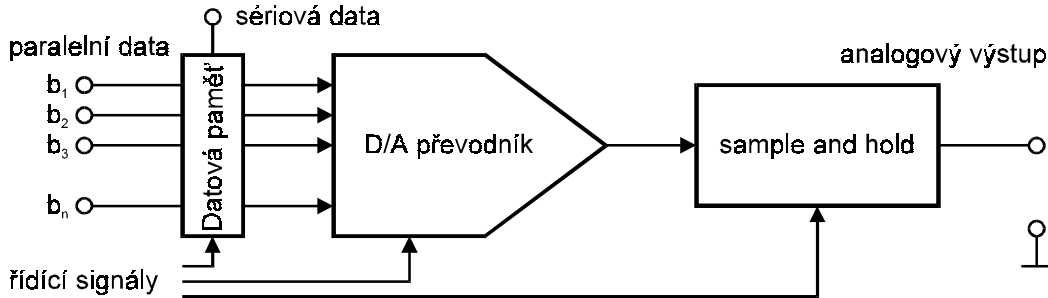 sériová data
paralelní data
analogový výstup
b1
b2
b3
bn
Datová paměť
D/A převodník
sample and hold
řídící signály